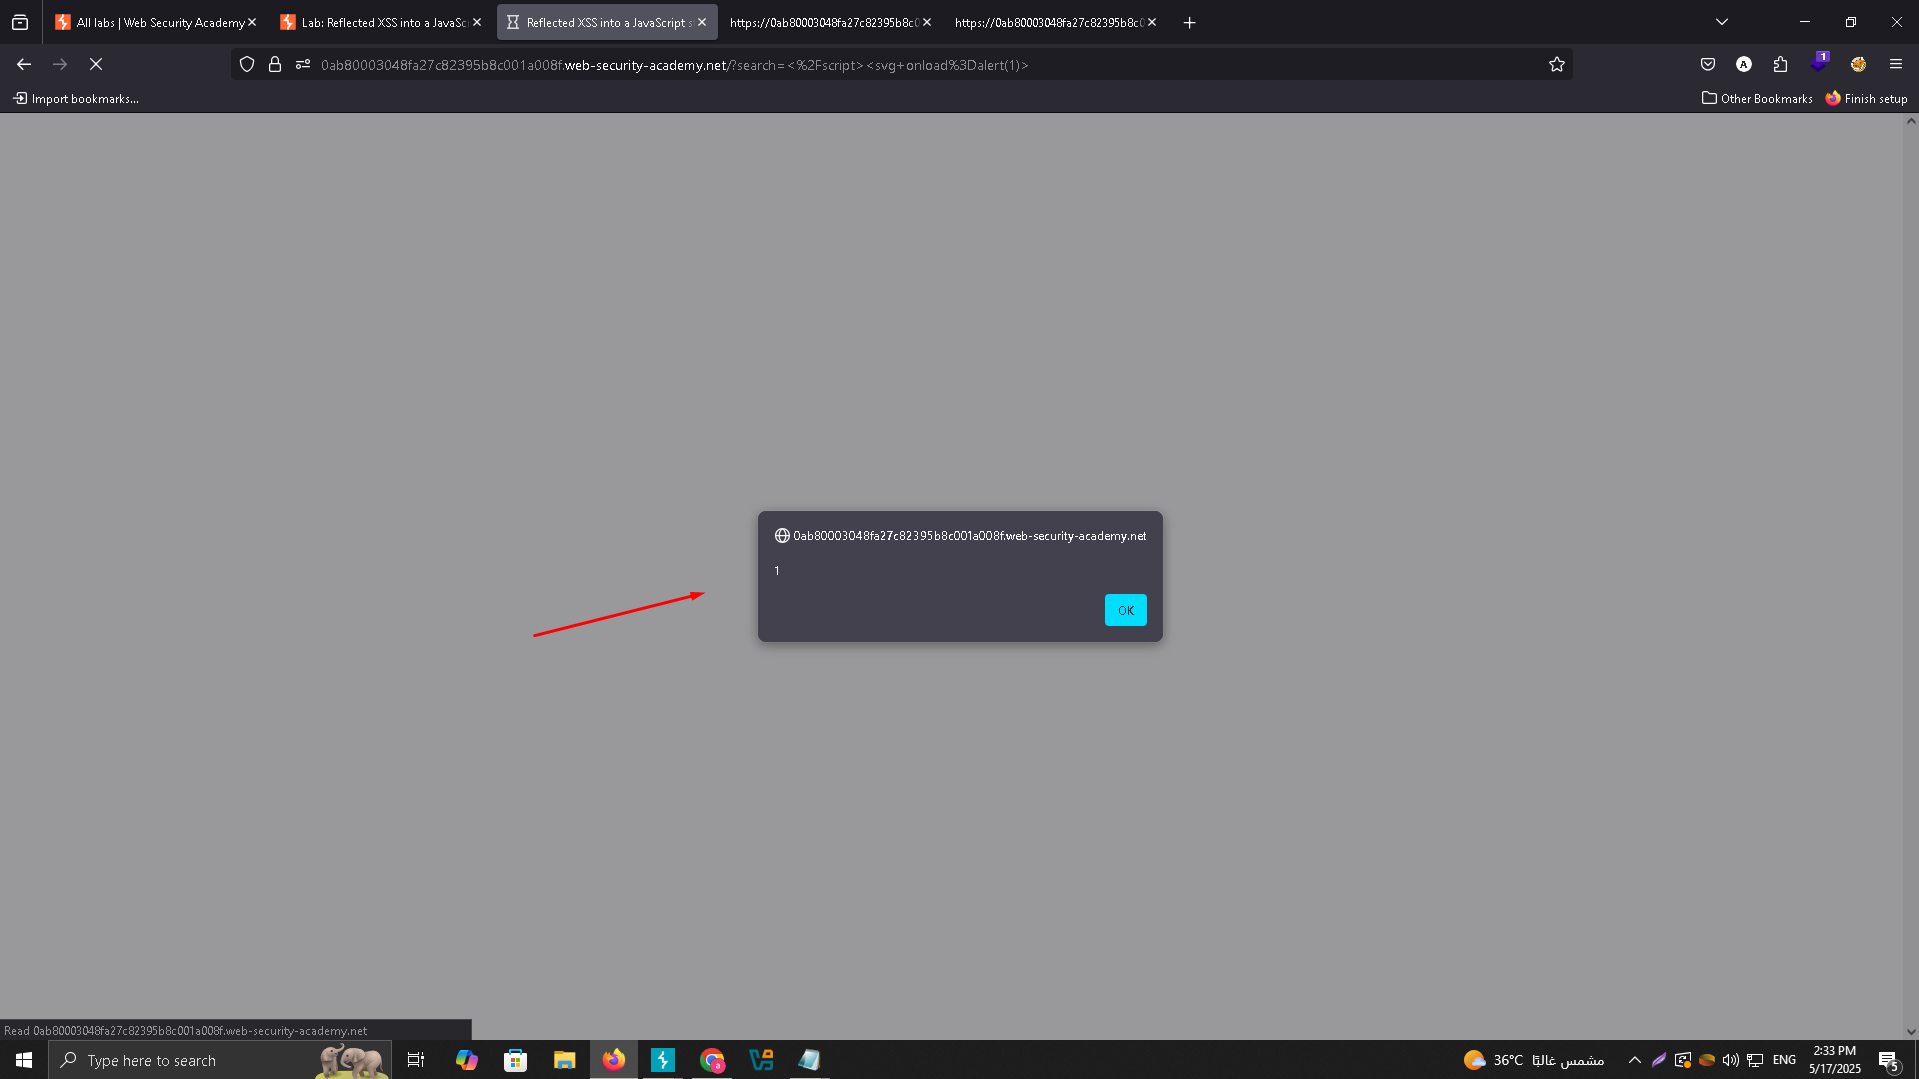 All labs | Web Security Academy
Lab: Reflected XSS into a JavaSc
Reflected XSS into a JavaScript s
https://0ab80003048fa27c82395b8c0
https://0ab80003048fa27c82395b8c0
0ab80003048fa27c82395b8c001a008f.web-security-academy.net/?search=<%2Fscript><svg+onload%3Dalert(1)>
A
1
Import bookmarks...
Other Bookmarks
Finish setup
0ab80003048fa27c82395b8c001a008f.web-security-academy.net
1
OK
Read 0ab80003048fa27c82395b8c001a008f.web-security-academy.net
Type here to search
a
36°C مشمس غالبًا
ENG
2:33 PM
5/17/2025
5